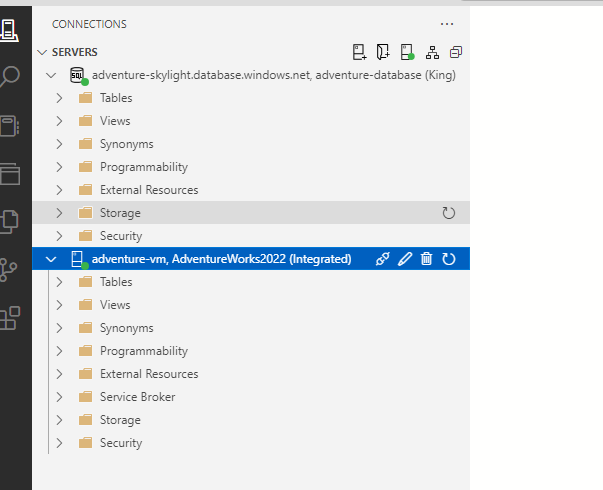 CONNECTIONS
SERVERS
adventure-skylight.database.windows.net, adventure-database (King)
Tables
Views
Synonyms
Programmability
External Resources
Storage
Security
adventure-vm, AdventureWorks2022 (Integrated)
Tables
Views
Synonyms
Programmability
External Resources
Service Broker
Storage
Security